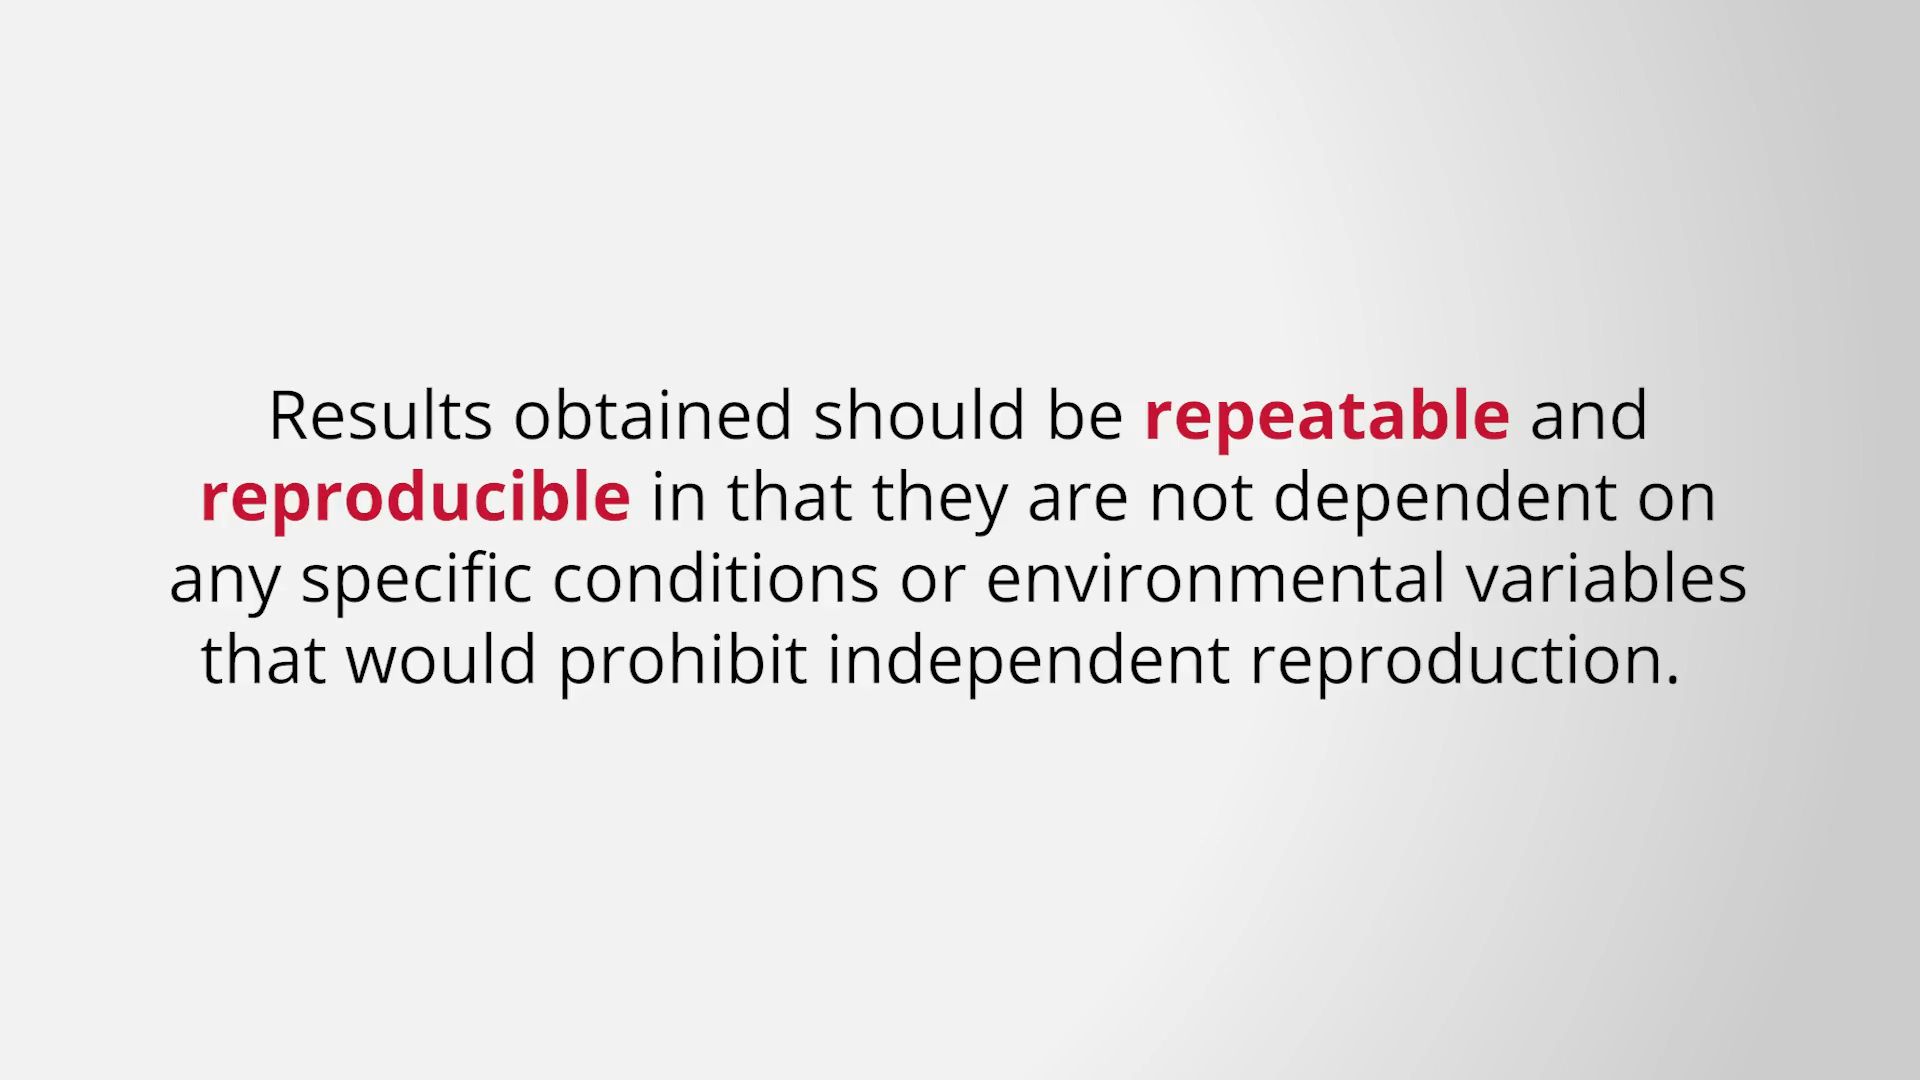 Results obtained should be repeatable and
reproducible in that they are not dependent on
any specific conditions or environmental variables
that would prohibit independent reproduction.